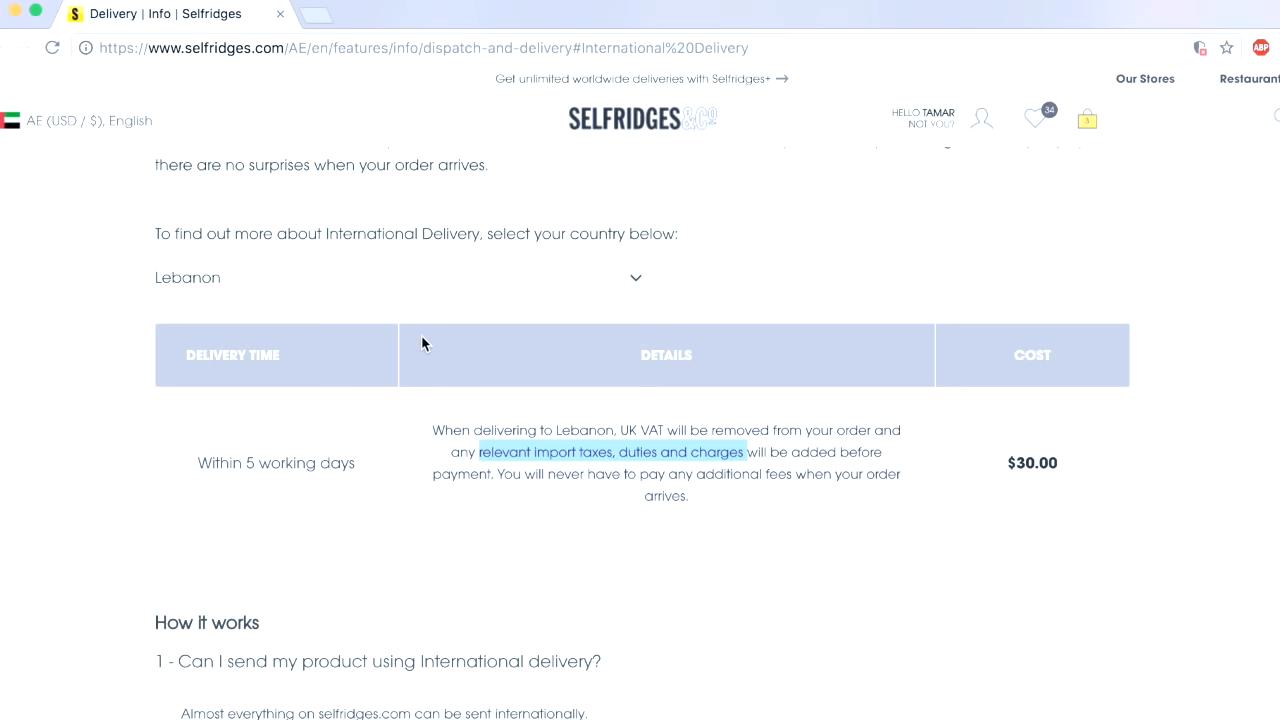 Delivery | Info | Selfridges
https://www.selfridges.com/AE/en/features/info/dispatch-and-delivery#International%20Delivery
ABP
Get unlimited worldwide deliveries with Selfridges+ →
Our Stores
Restaurant
AE (USD / $), English
SELFRIDGES&Co
HELLO TAMAR
NOT YOU?
34
3
there are no surprises when your order arrives.
To find out more about International Delivery, select your country below:
Lebanon
DELIVERY TIME
DETAILS
COST
Within 5 working days
When delivering to Lebanon, UK VAT will be removed from your order and
any relevant import taxes, duties and charges will be added before
payment. You will never have to pay any additional fees when your order
arrives.
$30.00
How it works
1 - Can I send my product using International delivery?
Almost everything on selfridges.com can be sent internationally.